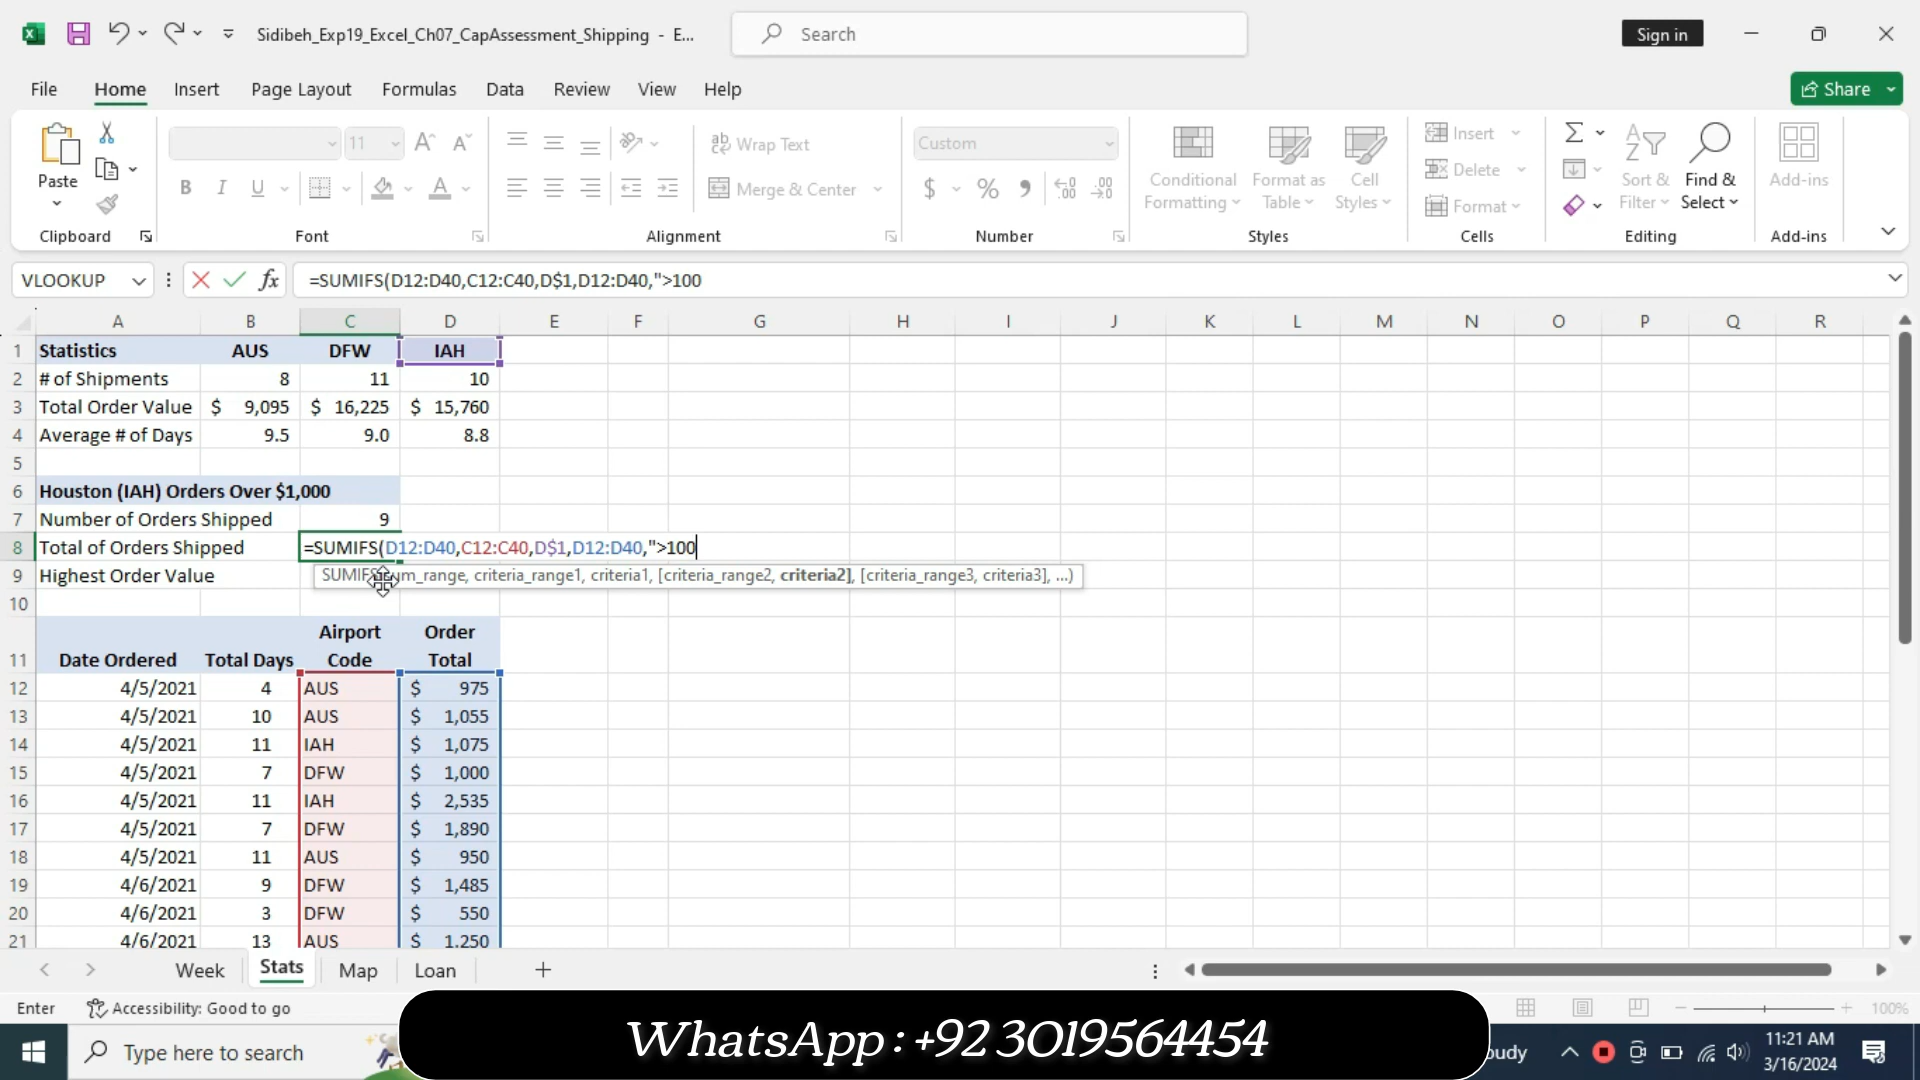 Sidibeh_Exp19_Excel_Ch07_CapAssessment_Shipping - E...
Search
Sign in
File Home Insert Page Layout Formulas Data Review View Help
Share
Paste
11
B I U
Wrap Text
Merge & Center
Custom
$ % 9
Conditional Formatting
Format as Table
Cell Styles
Insert
Delete
Format
Sort & Filter
Find & Select
Add-ins
Clipboard Font Alignment Number Styles Cells Editing Add-ins
VLOOKUP fx =SUMIFS(D12:D40,C12:C40,D$1,D12:D40,">100
A B C D E F G H I J K L M N O P Q R
1 Statistics AUS DFW IAH
2 # of Shipments 8 11 10
3 Total Order Value $ 9,095 $ 16,225 $ 15,760
4 Average # of Days 9.5 9.0 8.8
5
6 Houston (IAH) Orders Over $1,000
7 Number of Orders Shipped 9
8 Total of Orders Shipped =SUMIFS(D12:D40,C12:C40,D$1,D12:D40,">100
9 Highest Order Value
sum_range, criteria_range1, criteria1, [criteria_range2, criteria2], [criteria_range3, criteria3], ...)
10
11 Date Ordered Total Days Airport Code Order Total
12 4/5/2021 4 AUS $ 975
13 4/5/2021 10 AUS $ 1,055
14 4/5/2021 11 IAH $ 1,075
15 4/5/2021 7 DFW $ 1,000
16 4/5/2021 11 IAH $ 2,535
17 4/5/2021 7 DFW $ 1,890
18 4/5/2021 11 AUS $ 950
19 4/6/2021 9 DFW $ 1,485
20 4/6/2021 3 DFW $ 550
21 4/6/2021 13 AUS $ 1,250
Week Stats Map Loan
Enter Accessibility: Good to go 100%
WhatsApp : +92 3019564454
Type here to search
oudy
11:21 AM
3/16/2024